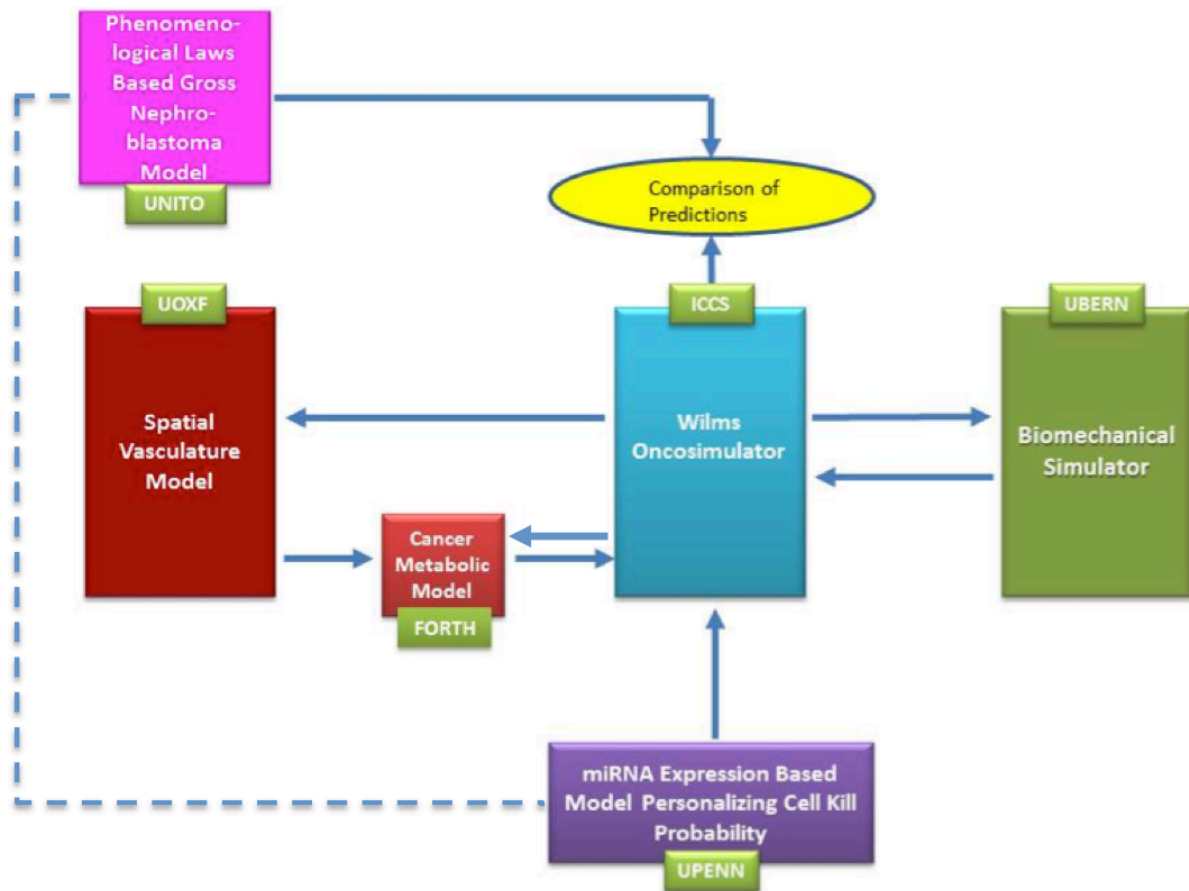 Phenomeno-
logical Laws
Based Gross
Nephro-
blastoma
Model
UNITO
Comparison of
Predictions
UOXF
ICCS
UBERN
Spatial
Vasculature
Model
Wilms
Oncosimulator
Biomechanical
Simulator
Cancer
Metabolic
Model
FORTH
miRNA Expression Based
Model Personalizing Cell Kill
Probability
UPENN